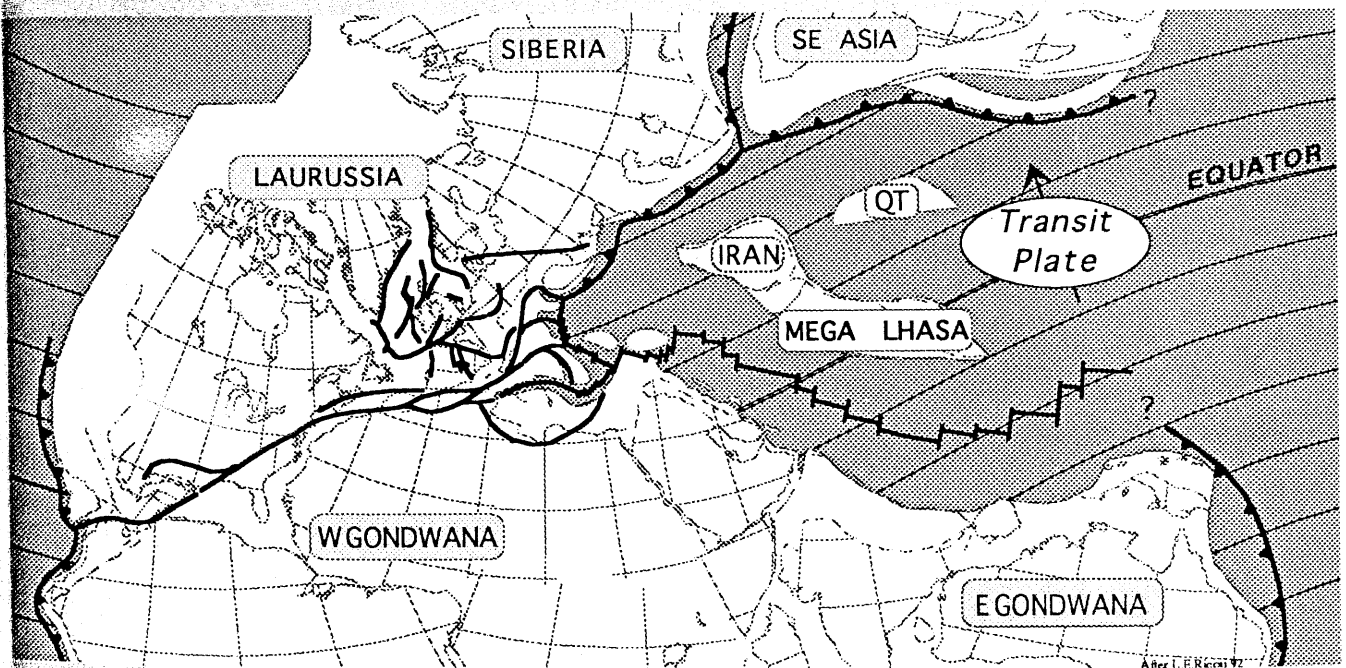 SIBERIA
SE ASIA
?
LAURUSSIA
EQUATOR
QT
Transit
Plate
IRAN
MEGA LHASA
?
W GONDWANA
E GONDWANA
After L.E Ricou 92